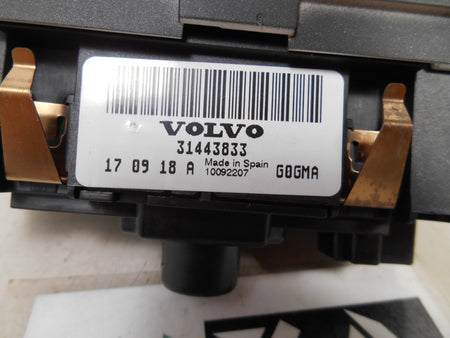 VOLVO
31443833
17 09 18 A Made in Spain G0GMA
10092207